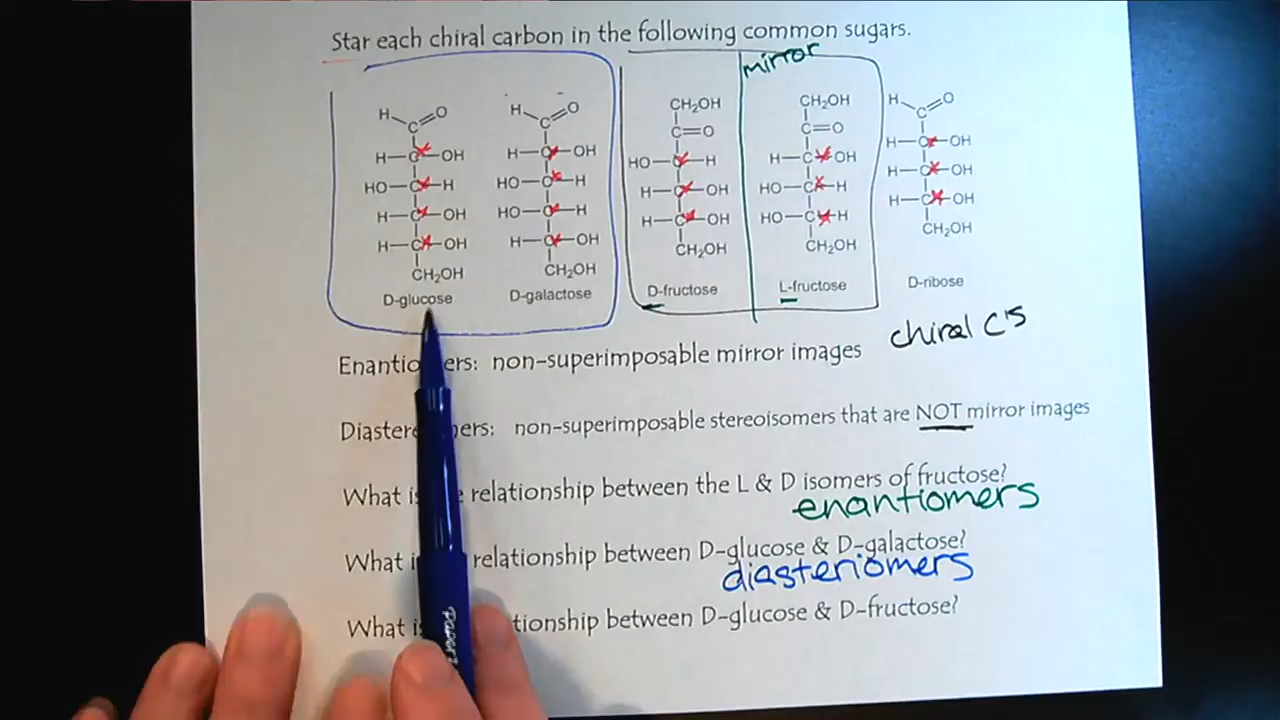 Star each chiral carbon in the following common sugars.
mirror
H C O H C O CH₂OH CH₂OH H C O
C=O C=O
H—C—OH H—C—OH HO—C—H H—C—OH H—C—OH
HO—C—H HO—C—H H—C—OH HO—C—H H—C—OH
H—C—OH HO—C—H H—C—OH HO—C—H H—C—OH
H—C—OH H—C—OH CH₂OH CH₂OH CH₂OH
CH₂OH CH₂OH
D-glucose D-galactose D-fructose L-fructose D-ribose
chiral C's
Enantio ers: non-superimposable mirror images
Diastere ers: non-superimposable stereoisomers that are NOT mirror images
What is relationship between the L & D isomers of fructose?
enantiomers
What i relationship between D-glucose & D-galactose?
diasteriomers
What is tionship between D-glucose & D-fructose?
Paper